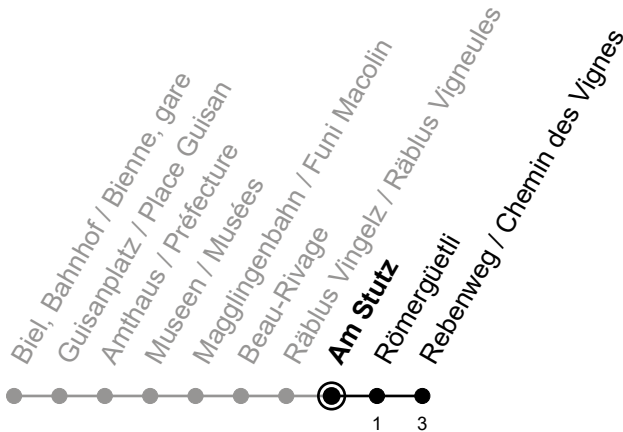 Biel, Bahnhof / Bienne, gare
Guisanplatz / Place Guisan
Amthaus / Préfecture
Museen / Musées
Magglingenbahn / Funi Macolin
Beau-Rivage
Räblus Vingelz / Räblus Vigneules
Am Stutz
Römergüetli
Rebenweg / Chemin des Vignes
1
3